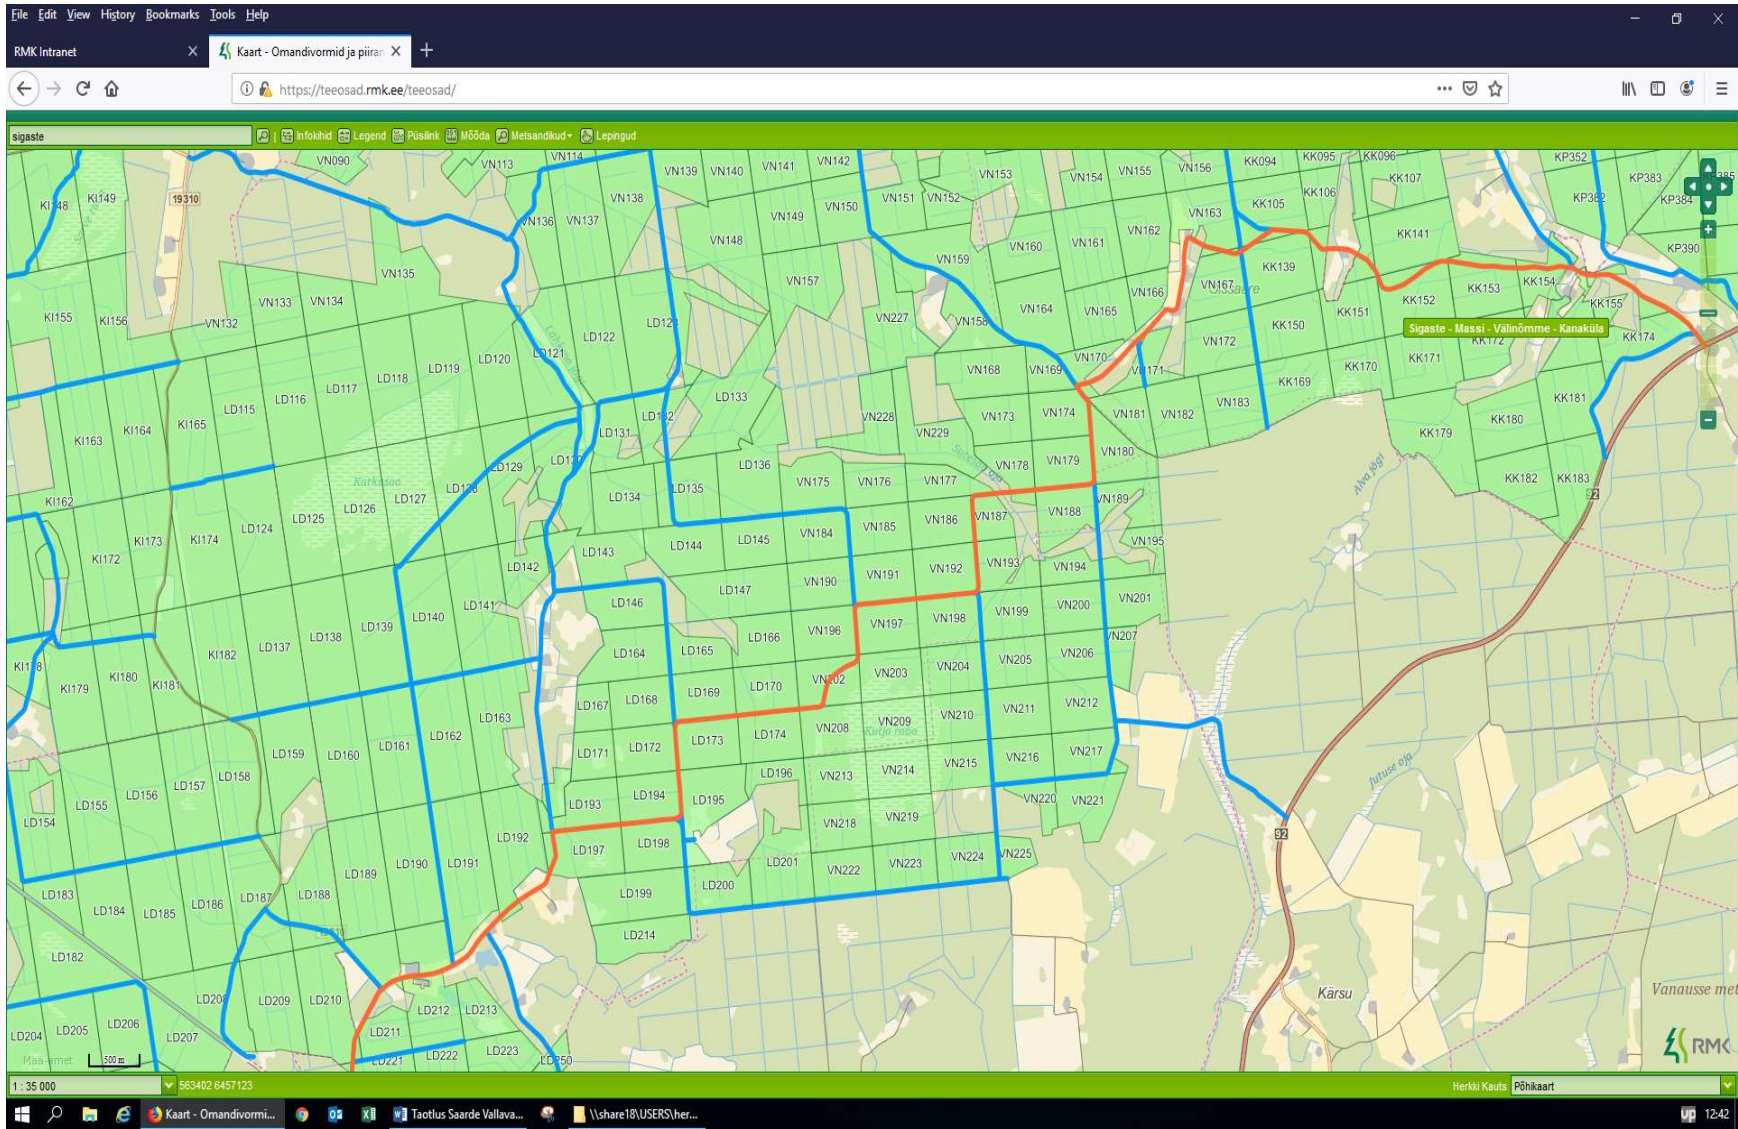 File Edit View History Bookmarks Tools Help
RMK Intranet
Kaart - Omandivormid ja piiran
https://teeosad.rmk.ee/teeosad/
sigaste
Infokihid Legend Püsilink Mõõda Metsandikud Lepingud
VN090 VN113 VN114 VN139 VN140 VN141 VN142 VN153 VN154 VN155 VN156 KK094 KK095 KK096 KP352
KI148 KI149 19310 VN136 VN137 VN138 VN149 VN150 VN151 VN152 VN163 KK105 KK106 KK107 KP382 KP383 KP384
VN148 VN160 VN161 VN162 KK141 KP390
VN135 VN157 VN159 VN166 VN167 KK139
VN133 VN134 VN164 VN165 KK152 KK153 KK154 KK155
KI155 KI156 VN132 LD122 VN227 VN158 KK150 KK151
Sigaste - Massi - Välinõmme - Kanaküla
LD120 LD121 VN172 KK172 KK174
LD117 LD118 LD119 VN168 VN169 VN170 VN171 KK169 KK170 KK171
LD115 LD116 LD133 KK181
KI163 KI164 KI165 LD131 LD132 VN228 VN229 VN173 VN174 VN181 VN182 VN183 KK179 KK180
LD129 LD136 VN178 VN179 VN180
Katkusoo Alva jõgi
KI162 LD124 LD125 LD126 LD127 LD134 LD135 VN175 VN176 VN177 KK182 KK183
92
KI172 KI173 KI174 LD143 LD144 LD145 VN184 VN185 VN186 VN187 VN188 VN189
LD142 VN195
LD147 VN190 VN191 VN192 VN193 VN194
LD137 LD138 LD139 LD140 LD141 LD146 VN199 VN200 VN201
KI182 LD166 VN196 VN197 VN198 VN207
KI178 KI179 KI180 KI181 LD164 LD165 VN203 VN204 VN205 VN206
LD167 LD168 LD169 LD170 VN202
LD163 VN208 VN209 VN210 VN211 VN212
Kutja raba
LD159 LD160 LD161 LD162 LD171 LD172 LD173 LD174
LD154 LD155 LD156 LD157 LD158 LD196 VN213 VN214 VN215 VN216 VN217
Jutuse oja
LD193 LD194 LD195 VN218 VN219 VN220 VN221
92
LD192 LD197 LD198
LD189 LD190 LD191 LD201 VN222 VN223 VN224 VN225
LD183 LD184 LD185 LD186 LD187 LD188 LD199 LD200
LD214
LD182
LD209 LD210 LD212 LD213 Kärsu Vanausse
LD204 LD205 LD206 LD207 LD211
LD222 LD223
Maa-amet 500 m RMK
1 : 35 000 563402 6457123 Herkki Kauts Põhikaart
Kaart - Omandivormi... Taotlus Saarde Vallava... \\share18\USERS\her... 12:42